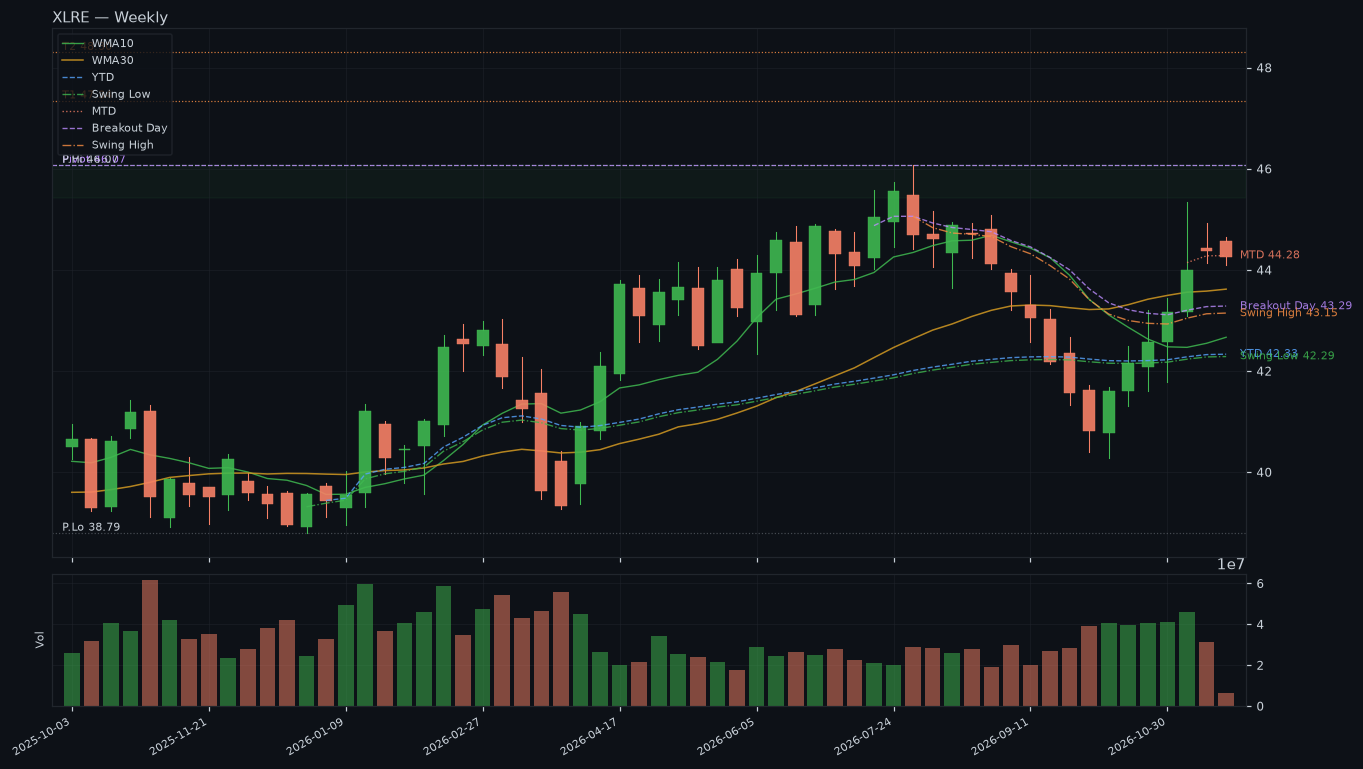 XLRE — Weekly
WMA10
WMA30
YTD
Swing Low
MTD
Breakout Day
Swing High
48
46
44
42
40
P.Lo 38.79
MTD 44.28
Breakout Day 43.29
Swing High 43.15
YTD 42.33
Swing Low 42.29
1e7
Vol
6
4
2
0
2025-10-03
2025-11-21
2026-01-09
2026-02-27
2026-04-17
2026-06-05
2026-07-24
2026-09-11
2026-10-30